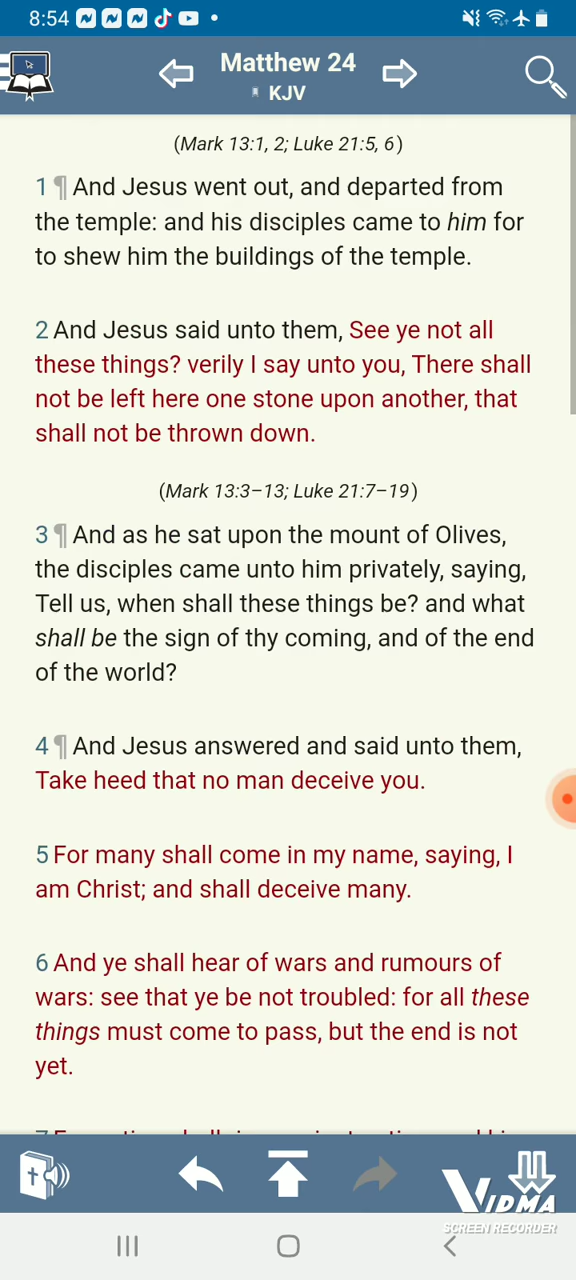 8:54
Matthew 24
KJV
(Mark 13:1, 2; Luke 21:5, 6)
1 ¶ And Jesus went out, and departed from
the temple: and his disciples came to him for
to shew him the buildings of the temple.
2 And Jesus said unto them, See ye not all
these things? verily I say unto you, There shall
not be left here one stone upon another, that
shall not be thrown down.
(Mark 13:3–13; Luke 21:7–19)
3 ¶ And as he sat upon the mount of Olives,
the disciples came unto him privately, saying,
Tell us, when shall these things be? and what
shall be the sign of thy coming, and of the end
of the world?
4 ¶ And Jesus answered and said unto them,
Take heed that no man deceive you.
5 For many shall come in my name, saying, I
am Christ; and shall deceive many.
6 And ye shall hear of wars and rumours of
wars: see that ye be not troubled: for all these
things must come to pass, but the end is not
yet.
VIDMA
SCREEN RECORDER